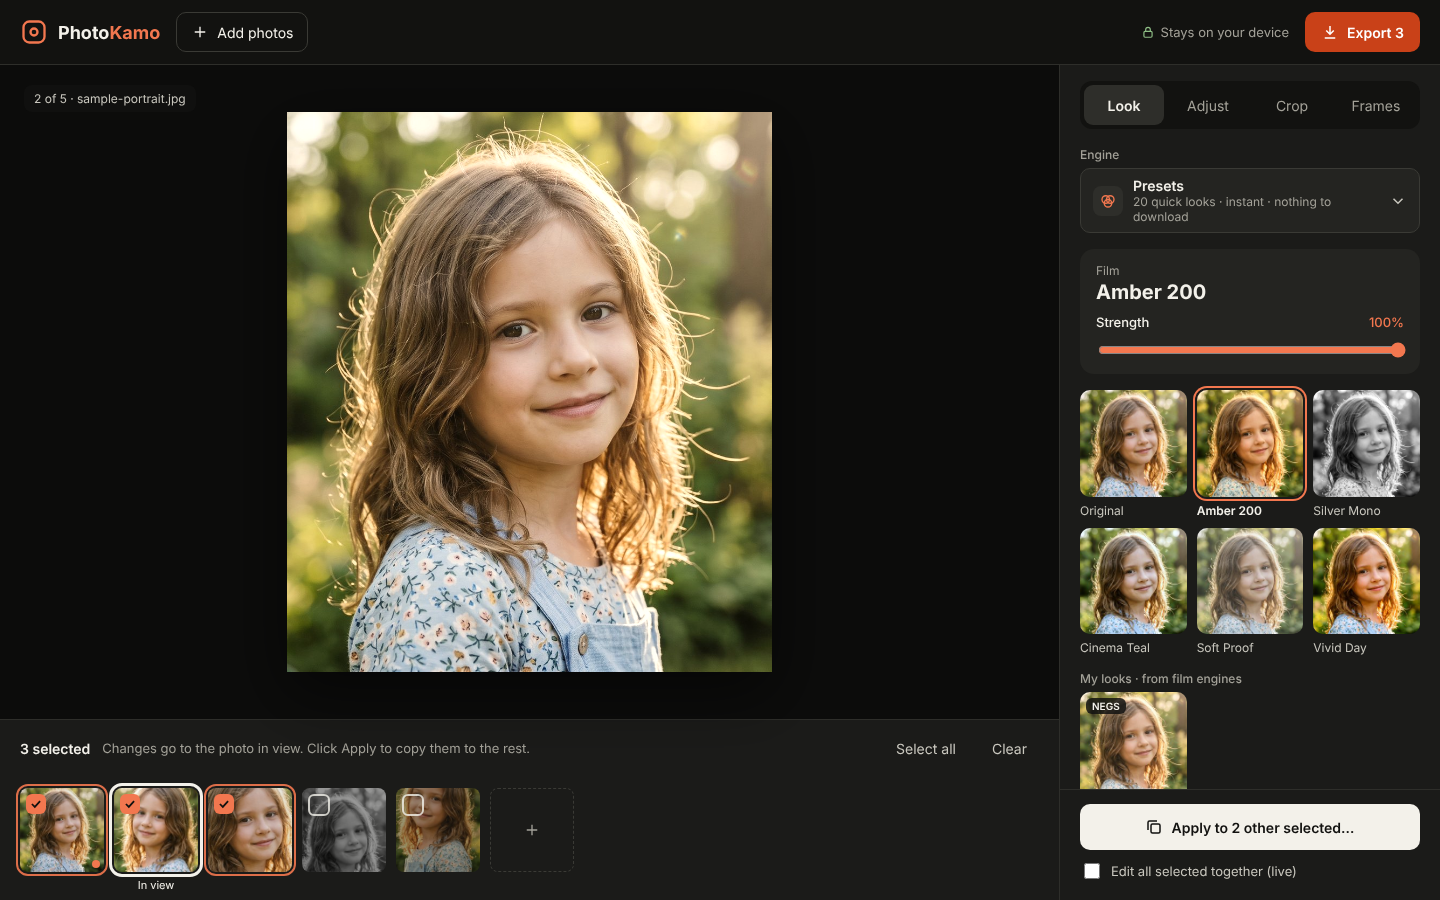 PhotoKamo
Add photos
Stays on your device
Export 3
2 of 5 · sample-portrait.jpg
Look
Adjust
Crop
Frames
Engine
Presets
20 quick looks · instant · nothing to
download
Film
Amber 200
Strength
100%
Original
Amber 200
Silver Mono
Cinema Teal
Soft Proof
Vivid Day
My looks · from film engines
NEGS
3 selected
Changes go to the photo in view. Click Apply to copy them to the rest.
Select all
Clear
In view
Apply to 2 other selected...
Edit all selected together (live)